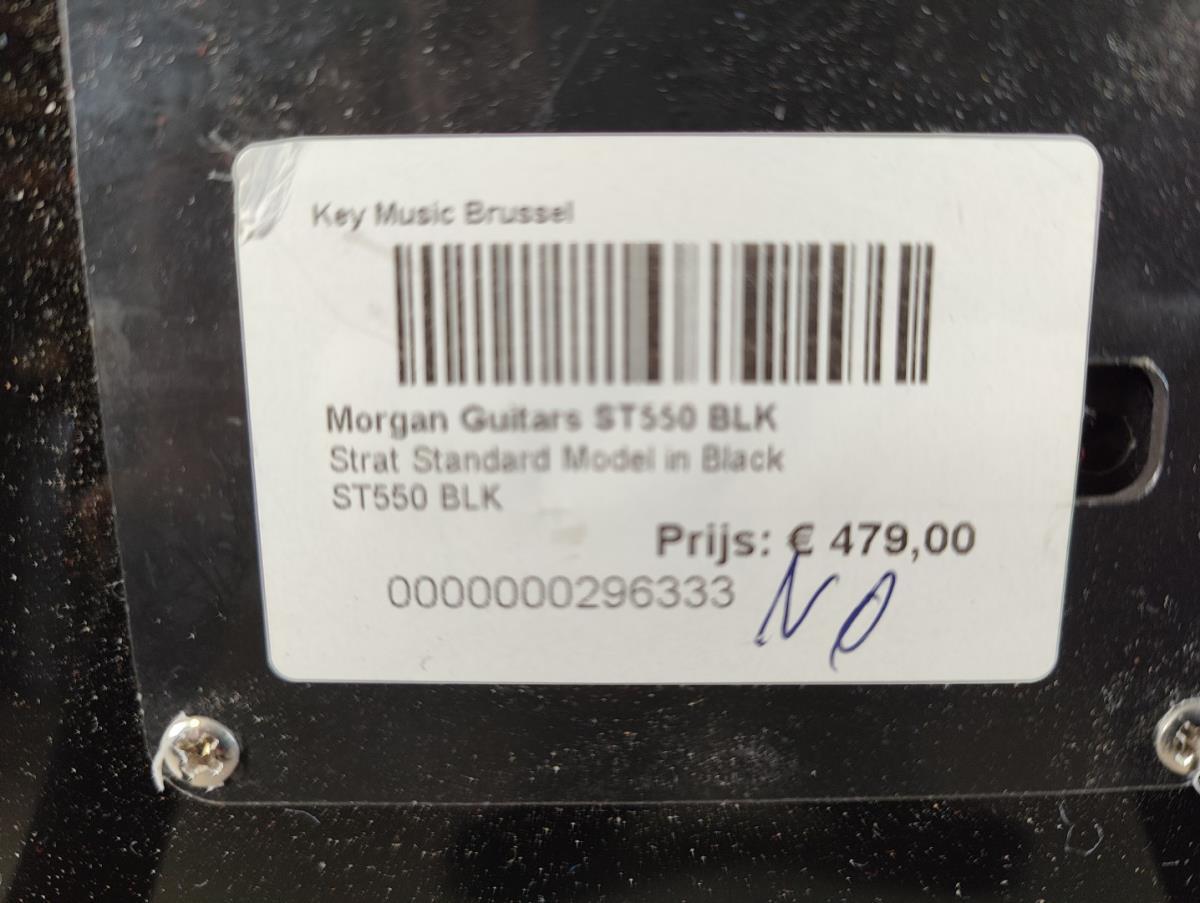 Key Music Brussel
Morgan Guitars ST550 BLK
Strat Standard Model in Black
ST550 BLK
Prijs: € 479,00
0000000296333
NO